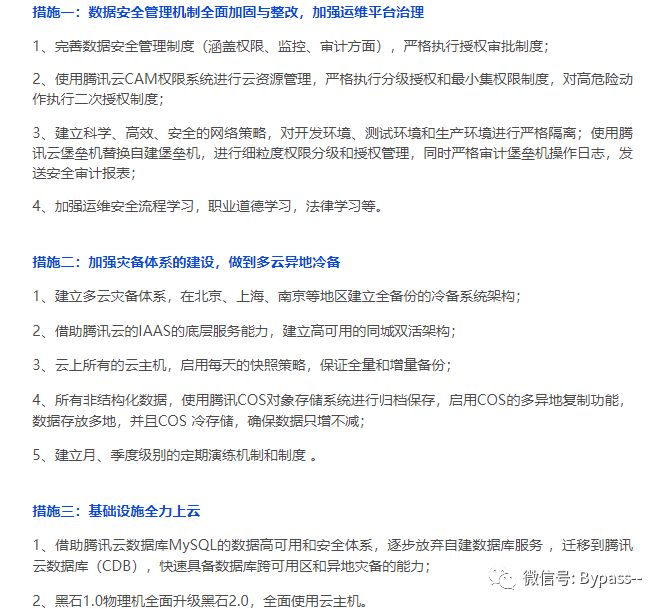 措施一：数据安全管理机制全面加固与整改，加强运维平台治理
1、完善数据安全管理制度（涵盖权限、监控、审计方面），严格执行授权审批制度；
2、使用腾讯云CAM权限系统进行云资源管理，严格执行分级授权和最小集权限制度，对高危险动
作执行二次授权制度；
3、建立科学、高效、安全的网络策略，对开发环境、测试环境和生产环境进行严格隔离；使用腾
讯云堡垒机替换自建堡垒机，进行细粒度权限分级和授权管理，同时严格审计堡垒机操作日志，发
送安全审计报表；
4、加强运维安全流程学习，职业道德学习，法律学习等。
措施二：加强灾备体系的建设，做到多云异地冷备
1、建立多云灾备体系，在北京、上海、南京等地区建立全备份的冷备系统架构；
2、借助腾讯云的IAAS的底层服务能力，建立高可用的同城双活架构；
3、云上所有的云主机，启用每天的快照策略，保证全量和增量备份；
4、所有非结构化数据，使用腾讯COS对象存储系统进行归档保存，启用COS的多异地复制功能，
数据存放多地，并且COS 冷存储，确保数据只增不减；
5、建立月、季度级别的定期演练机制和制度 。
措施三：基础设施全力上云
1、借助腾讯云数据库MySQL的数据高可用和安全体系，逐步放弃自建数据库服务 ，迁移到腾讯
云数据库（CDB），快速具备数据库跨可用区和异地灾备的能力；
2、黑石1.0物理机全面升级黑石2.0，全面使用云主机。
微信号: Bypass--